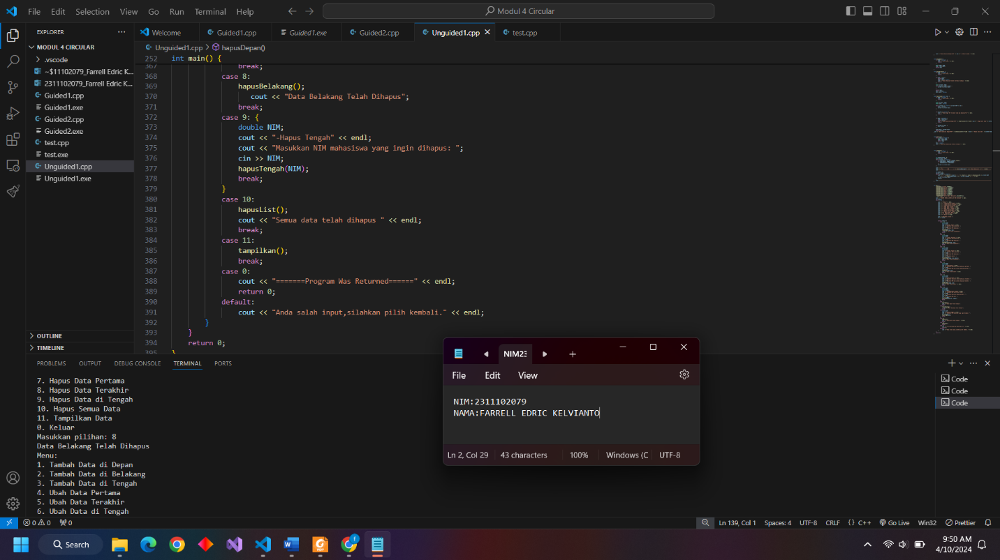 File Edit Selection View Go Run Terminal Help
Modul 4 Circular
EXPLORER
MODUL 4 CIRCULAR
.vscode
~$11102079_Farrell Edric K...
2311102079_Farrell Edric K...
Guided1.cpp
Guided1.exe
Guided2.cpp
Guided2.exe
test.cpp
test.exe
Unguided1.cpp
Unguided1.exe
OUTLINE
TIMELINE
Welcome Guided1.cpp Guided1.exe Guided2.cpp Unguided1.cpp test.cpp
Unguided1.cpp > hapusDepan()
252 int main() {
367 break;
368 case 8:
369 hapusBelakang();
370 cout << "Data Belakang Telah Dihapus";
371 break;
372 case 9: {
373 double NIM;
374 cout << "-Hapus Tengah" << endl;
375 cout << "Masukkan NIM mahasiswa yang ingin dihapus: ";
376 cin >> NIM;
377 hapusTengah(NIM);
378 break;
379 }
380 case 10:
381 hapusList();
382 cout << "Semua data telah dihapus " << endl;
383 break;
384 case 11:
385 tampilkan();
386 break;
387 case 0:
388 cout << "=======Program Was Returned======" << endl;
389 return 0;
390 default:
391 cout << "Anda salah input,silahkan pilih kembali." << endl;
392 }
393 }
394 return 0;
395 }
PROBLEMS OUTPUT DEBUG CONSOLE TERMINAL PORTS
7. Hapus Data Pertama
8. Hapus Data Terakhir
9. Hapus Data di Tengah
10. Hapus Semua Data
11. Tampilkan Data
0. Keluar
Masukkan pilihan: 8
Data Belakang Telah Dihapus
Menu:
1. Tambah Data di Depan
2. Tambah Data di Belakang
3. Tambah Data di Tengah
4. Ubah Data Pertama
5. Ubah Data Terakhir
6. Ubah Data di Tengah
Code
Code
Code
NIM23
File Edit View
NIM:2311102079
NAMA:FARRELL EDRIC KELVIANTO
Ln 2, Col 29 43 characters 100% Windows (C UTF-8
0 0 0
Ln 139, Col 1 Spaces: 4 UTF-8 CRLF {} C++ Go Live Win32 Prettier
Search
9:50 AM
4/10/2024